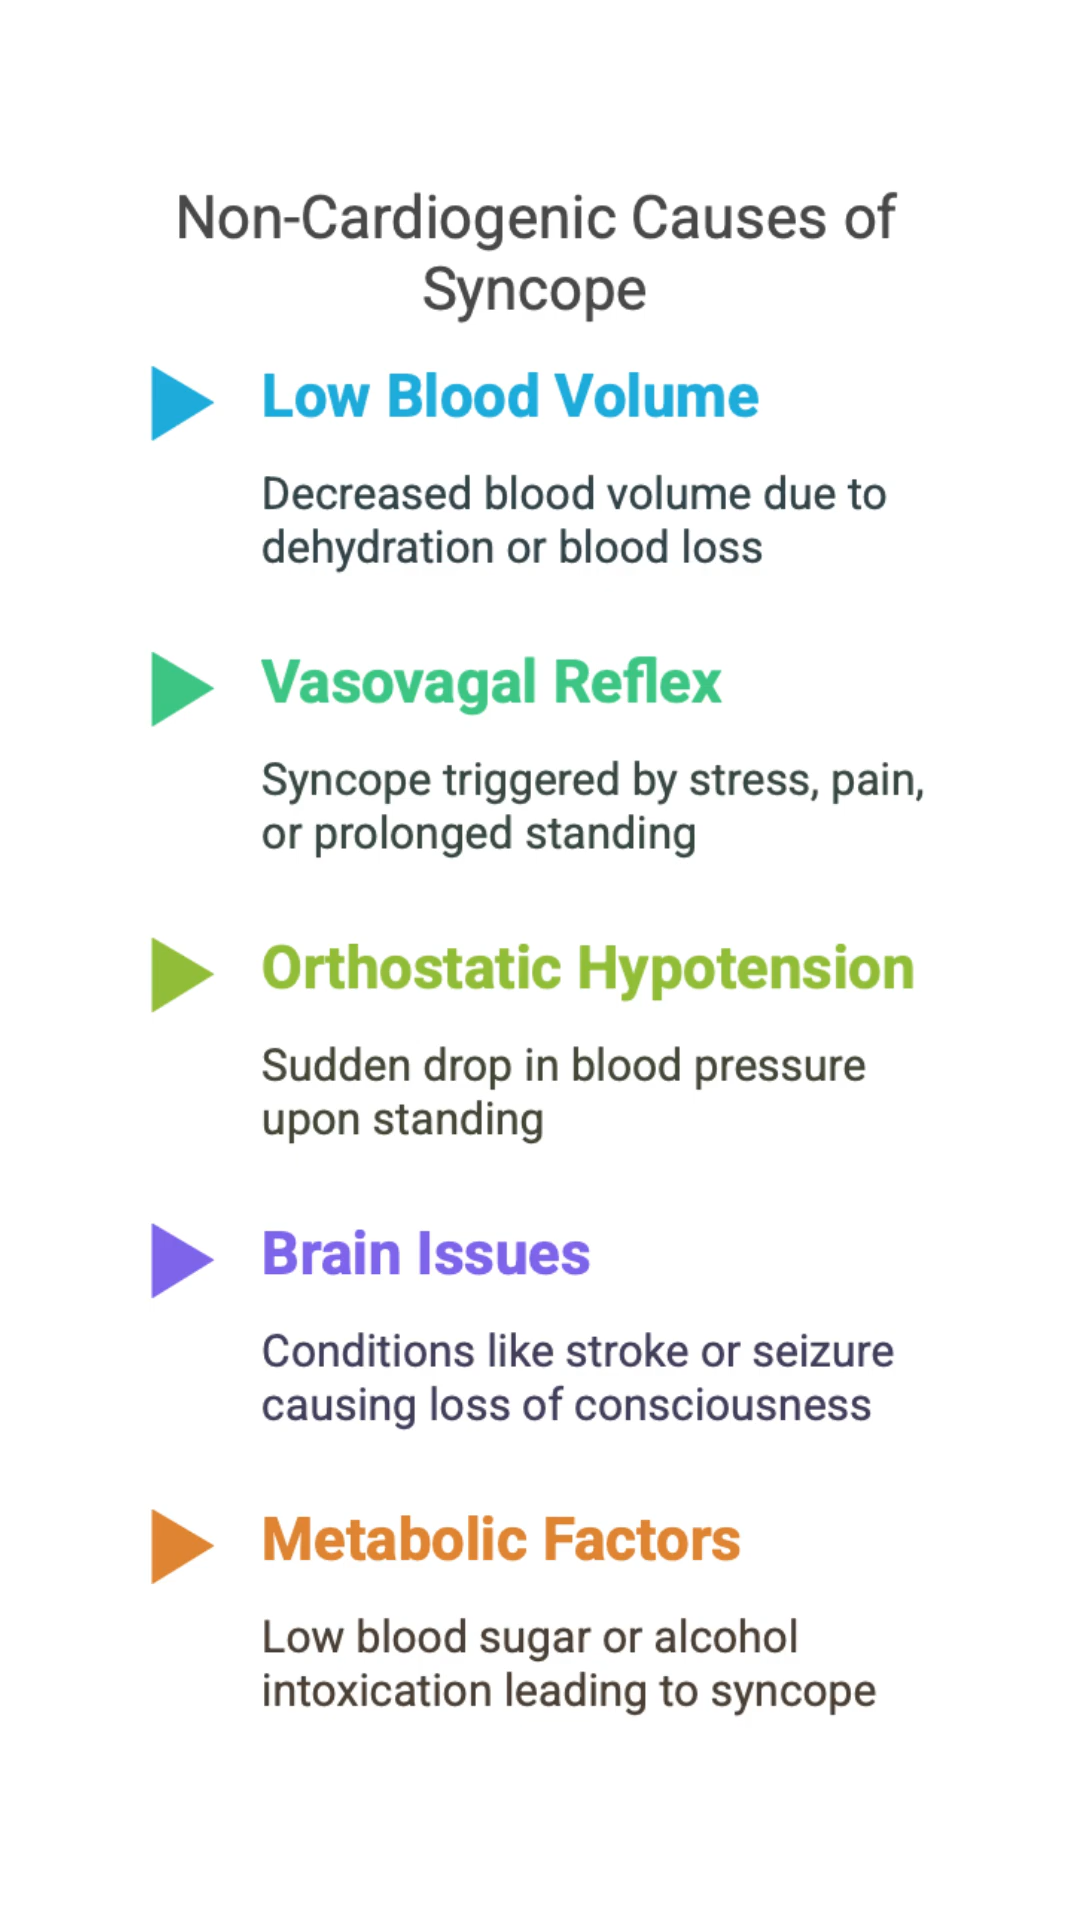 Non-Cardiogenic Causes of
Syncope
Low Blood Volume
Decreased blood volume due to
dehydration or blood loss
Vasovagal Reflex
Syncope triggered by stress, pain,
or prolonged standing
Orthostatic Hypotension
Sudden drop in blood pressure
upon standing
Brain Issues
Conditions like stroke or seizure
causing loss of consciousness
Metabolic Factors
Low blood sugar or alcohol
intoxication leading to syncope